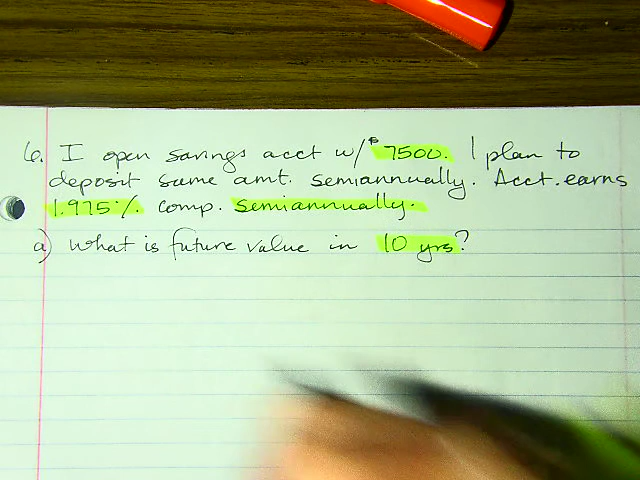 6. I open savings acct w/ $7500. I plan to
deposit same amt. semiannually. Acct. earns
1.975% comp. semiannually.
a) What is future value in 10 yrs?